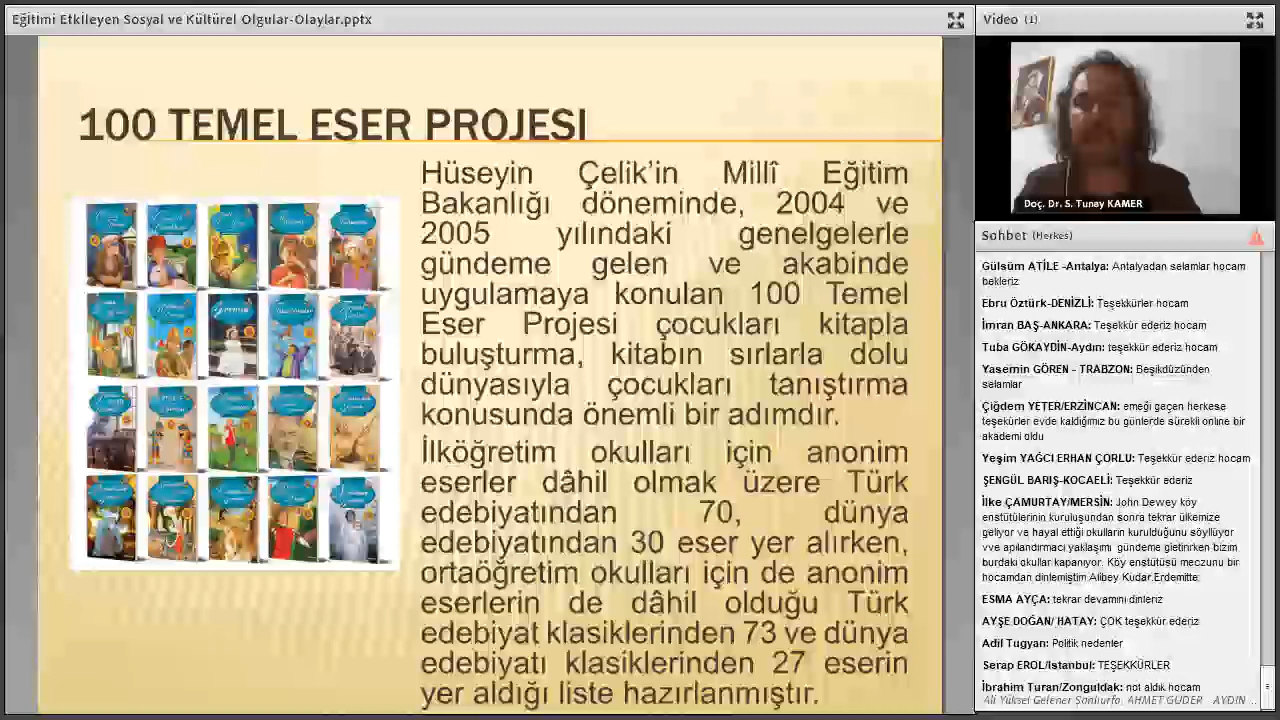 Eğitimi Etkileyen Sosyal ve Kültürel Olgular-Olaylar.pptx
100 TEMEL ESER PROJESI
Hüseyin Çelik'in Millî Eğitim
Bakanlığı döneminde, 2004 ve
2005 yılındaki genelgelerle
gündeme gelen ve akabinde
uygulamaya konulan 100 Temel
Eser Projesi çocukları kitapla
buluşturma, kitabın sırlarla dolu
dünyasıyla çocukları tanıştırma
konusunda önemli bir adımdır.
İlköğretim okulları için anonim
eserler dâhil olmak üzere Türk
edebiyatından 70, dünya
edebiyatından 30 eser yer alırken,
ortaöğretim okulları için de anonim
eserlerin de dâhil olduğu Türk
edebiyat klasiklerinden 73 ve dünya
edebiyatı klasiklerinden 27 eserin
yer aldığı liste hazırlanmıştır.
Video (1)
Doç. Dr. S. Tunay KAMER
Sohbet (Herkes)
Gülsüm ATİLE -Antalya: Antalyadan selamlar hocam
bekleriz
Ebru Öztürk-DENİZLİ: Teşekkürler hocam
İmran BAŞ-ANKARA: Teşekkür ederiz hocam
Tuba GÖKAYDİN-Aydın: teşekkür ederiz hocam
Yasemin GÖREN - TRABZON: Beşikdüzünden
selamlar
Çiğdem YETER/ERZİNCAN: emeği geçen herkese
teşekürler evde kaldığımız bu günlerde sürekli online bir
akademi oldu
Yeşim YAĞCI ERHAN ÇORLU: Teşekkür ederiz hocam
ŞENGÜL BARIŞ-KOCAELİ: Teşekkür ederiz
İlke ÇAMURTAY/MERSİN: John Dewey köy
enstütülerinin kuruluşundan sonra tekrar ülkemize
geliyor ve hayal ettiği okulların kurulduğunu söylüyor
vve apılandırmacı yaklaşımı gündeme getirirken bizim
burdaki okullar kapanıyor. Köy enstütüsü mezunu bir
hocamdan dinlemiştim Alibey Kudar.Erdemitte
ESMA AYÇA: tekrar devamını dinleriz
AYŞE DOĞAN/ HATAY: ÇOK teşekkür ederiz
Adil Tugyan: Politik nedenler
Serap EROL/Istanbul: TEŞEKKÜRLER
İbrahim Turan/Zonguldak: not aldık hocam
Ali Yüksel Gelener Şanlıurfa, AHMET GÜDER AYDIN ..